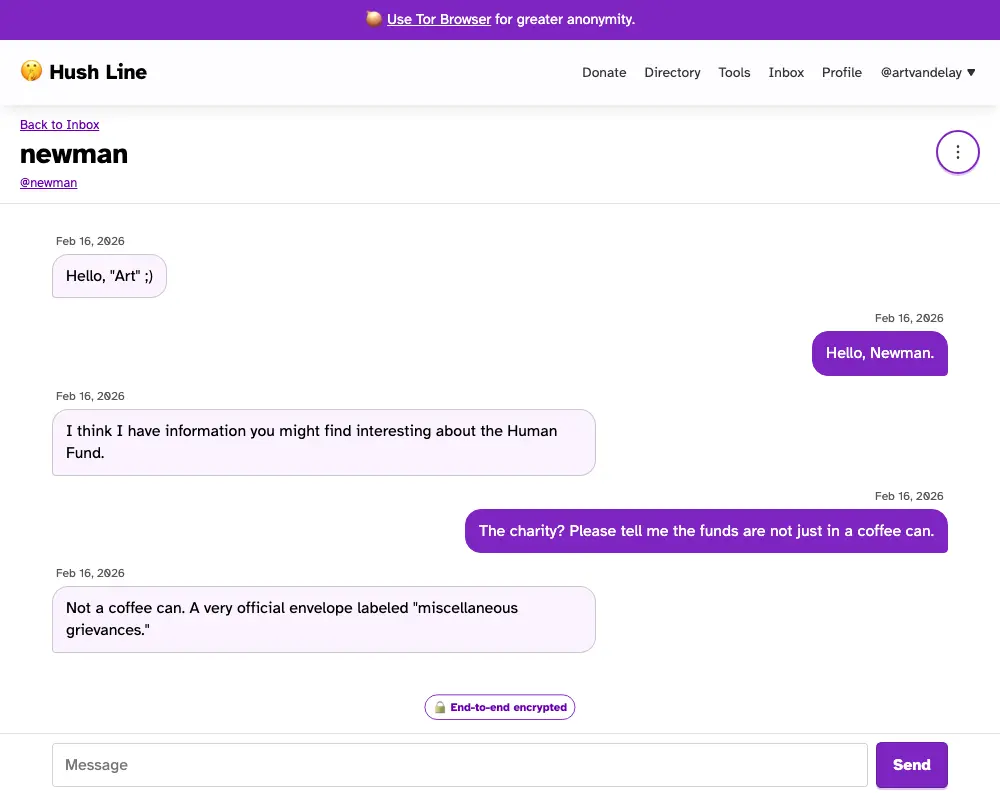 Use Tor Browser for greater anonymity.
Hush Line
Donate Directory Tools Inbox Profile @artvandelay ▼
Back to Inbox
newman
@newman
Feb 16, 2026
Hello, "Art" ;)
Feb 16, 2026
Hello, Newman.
Feb 16, 2026
I think I have information you might find interesting about the Human
Fund.
Feb 16, 2026
The charity? Please tell me the funds are not just in a coffee can.
Feb 16, 2026
Not a coffee can. A very official envelope labeled "miscellaneous
grievances."
End-to-end encrypted
Message
Send